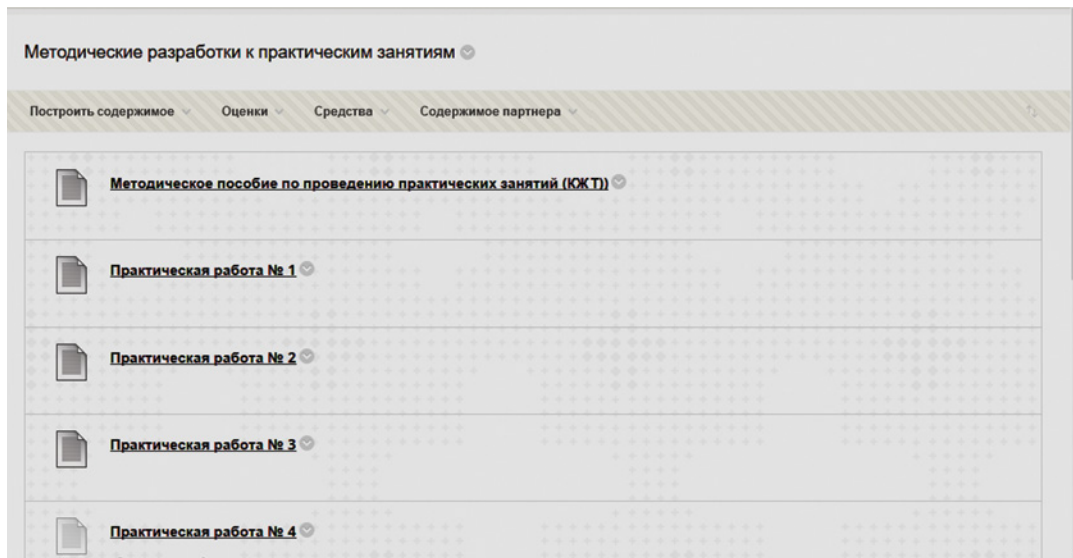 Методические разработки к практическим занятиям
Построить содержимое Оценки Средства Содержимое партнера
Методическое пособие по проведению практических занятий (КЖТ))
Практическая работа № 1
Практическая работа № 2
Практическая работа № 3
Практическая работа № 4